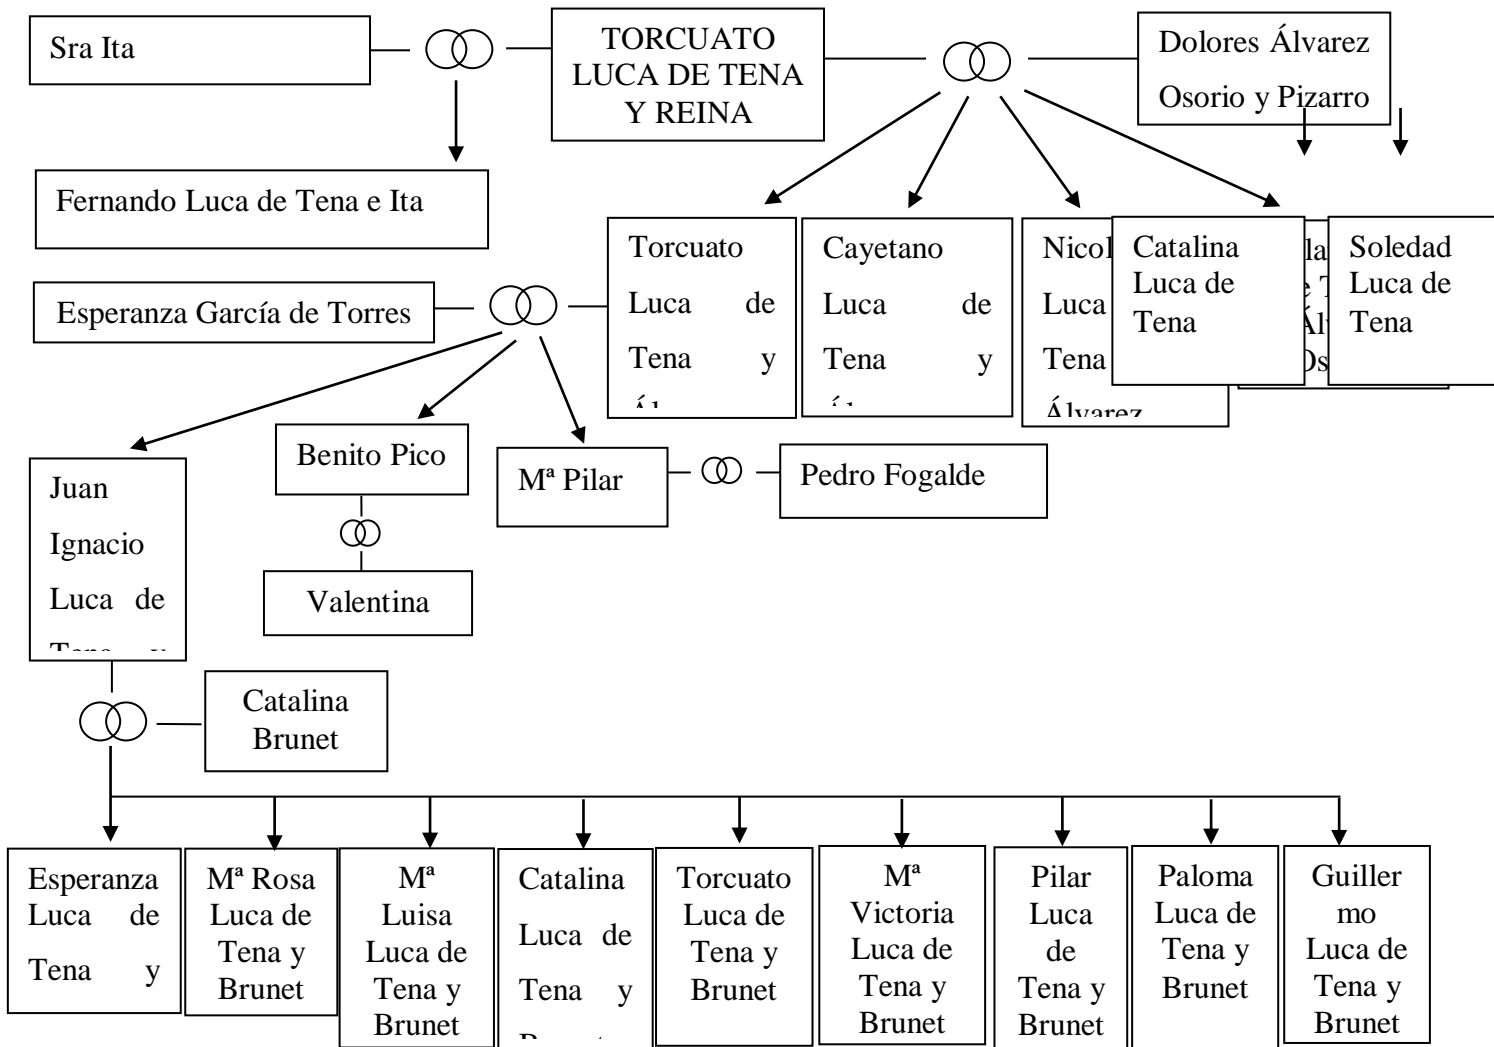 Sra Ita
TORCUATO
LUCA DE TENA
Y REINA
Dolores Álvarez
Osorio y Pizarro
Fernando Luca de Tena e Ita
Torcuato
Luca de
Tena y
Cayetano
Luca de
Tena y
Nicol
Luca
Tena
Álvarez
Catalina
Luca de
Tena
Soledad
Luca de
Tena
Esperanza García de Torres
Juan
Ignacio
Luca de
Tena y
Benito Pico
Valentina
Mª Pilar
Pedro Fogalde
Catalina
Brunet
Esperanza
Luca de
Tena y
Mª Rosa
Luca de
Tena y
Brunet
Mª
Luisa
Luca de
Tena y
Brunet
Catalina
Luca de
Tena y
Torcuato
Luca de
Tena y
Brunet
Mª
Victoria
Luca de
Tena y
Brunet
Pilar
Luca
de
Tena y
Brunet
Paloma
Luca de
Tena y
Brunet
Guiller
mo
Luca de
Tena y
Brunet